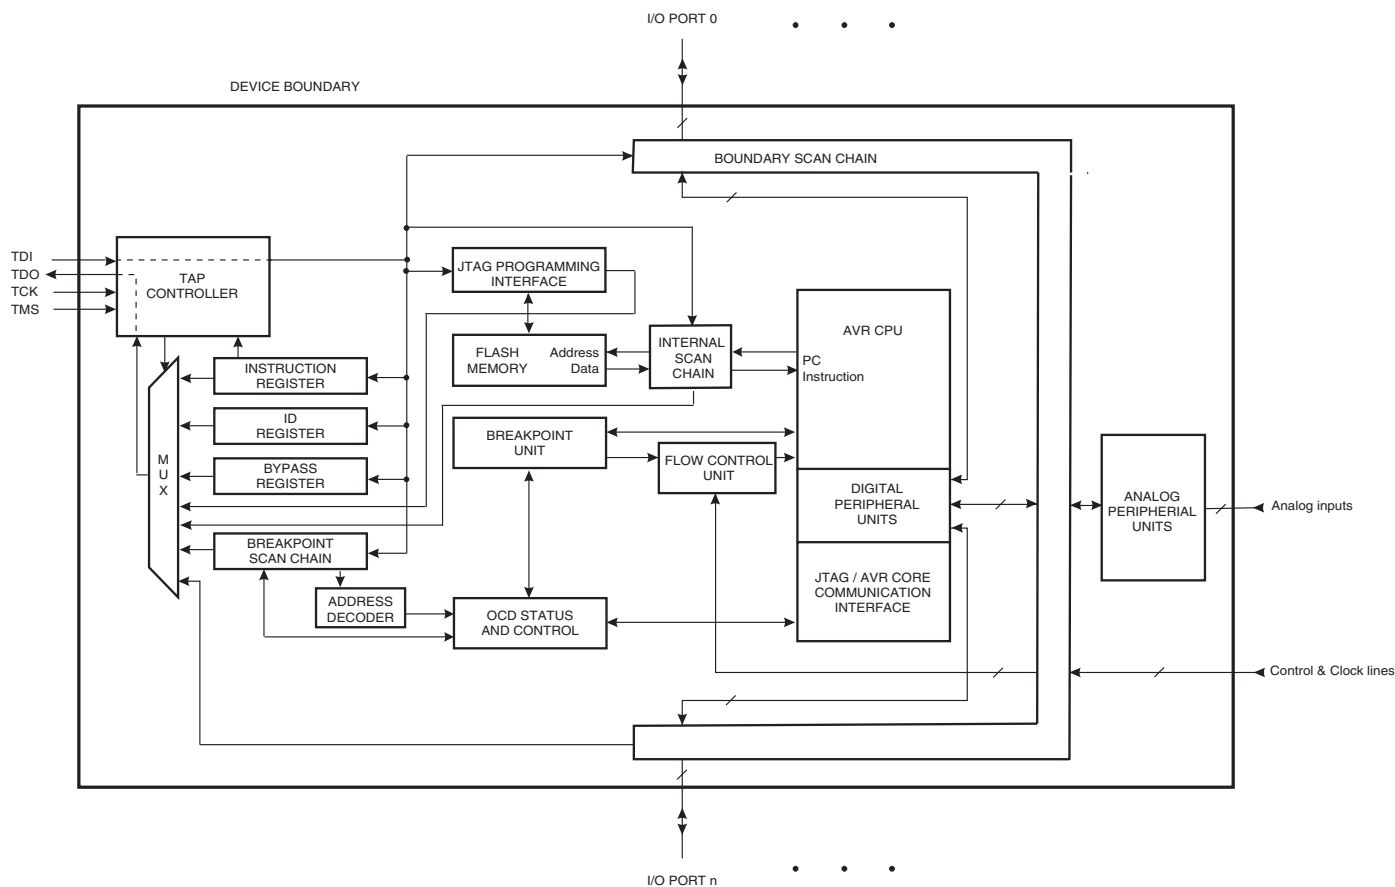 I/O PORT 0
DEVICE BOUNDARY
BOUNDARY SCAN CHAIN
TDI
TDO
TCK
TMS
TAP
CONTROLLER
JTAG PROGRAMMING
INTERFACE
AVR CPU
FLASH
MEMORY
Address
Data
INTERNAL
SCAN
CHAIN
PC
Instruction
INSTRUCTION
REGISTER
ID
REGISTER
M
U
X
BYPASS
REGISTER
BREAKPOINT
UNIT
FLOW CONTROL
UNIT
DIGITAL
PERIPHERAL
UNITS
ANALOG
PERIPHERIAL
UNITS
Analog inputs
BREAKPOINT
SCAN CHAIN
ADDRESS
DECODER
OCD STATUS
AND CONTROL
JTAG / AVR CORE
COMMUNICATION
INTERFACE
Control & Clock lines
I/O PORT n